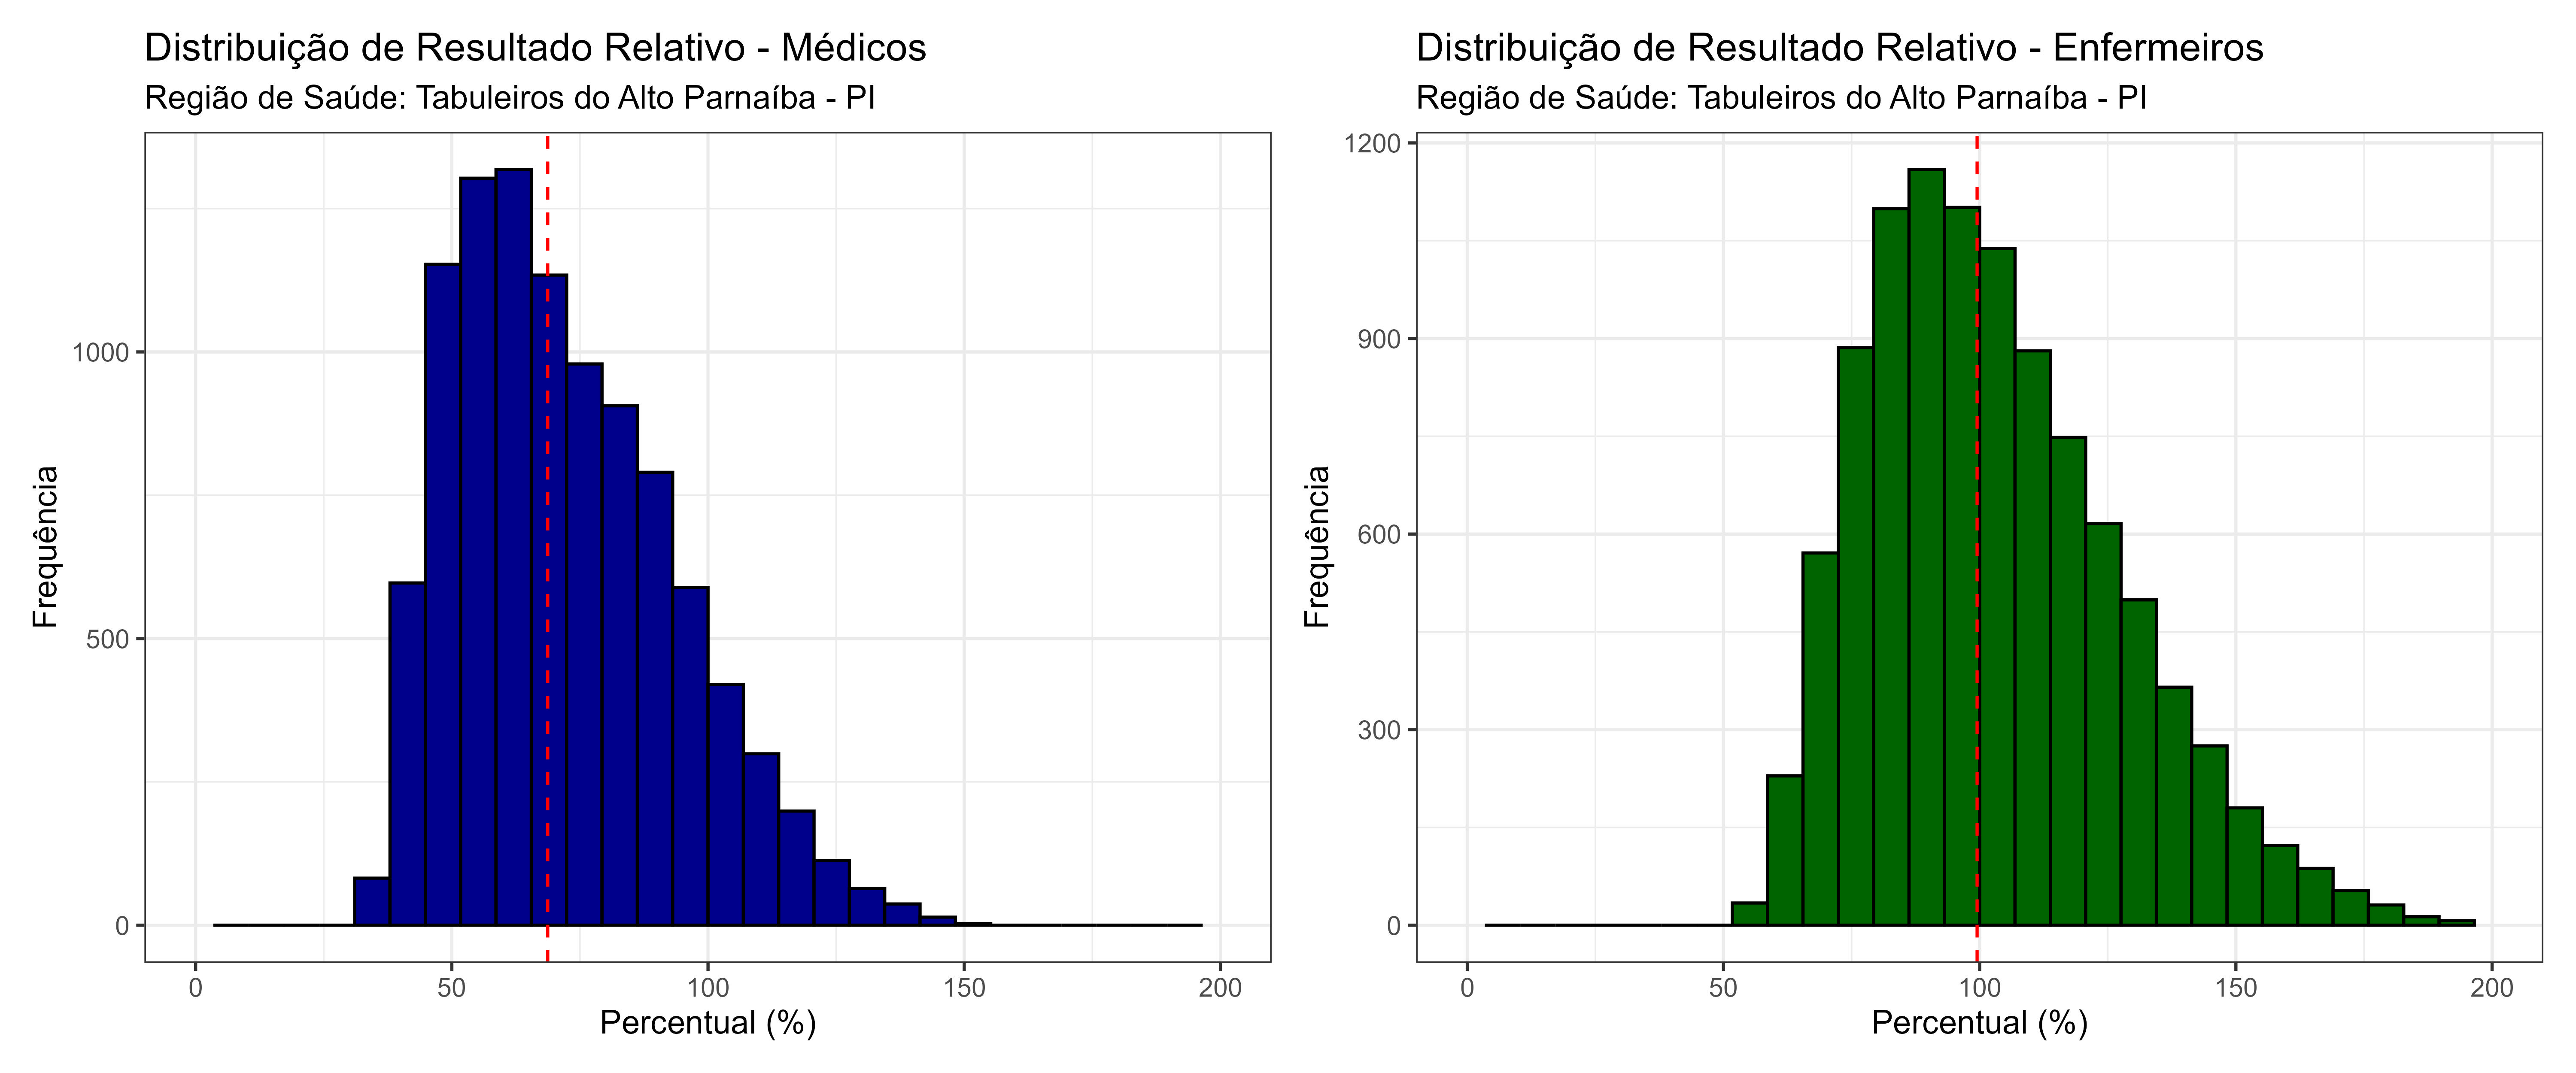 Distribuição de Resultado Relativo - Médicos
Região de Saúde: Tabuleiros do Alto Parnaíba - PI
Frequência
1000
500
0
0 50 100 150 200
Percentual (%)
Distribuição de Resultado Relativo - Enfermeiros
Região de Saúde: Tabuleiros do Alto Parnaíba - PI
Frequência
1200
900
600
300
0
0 50 100 150 200
Percentual (%)